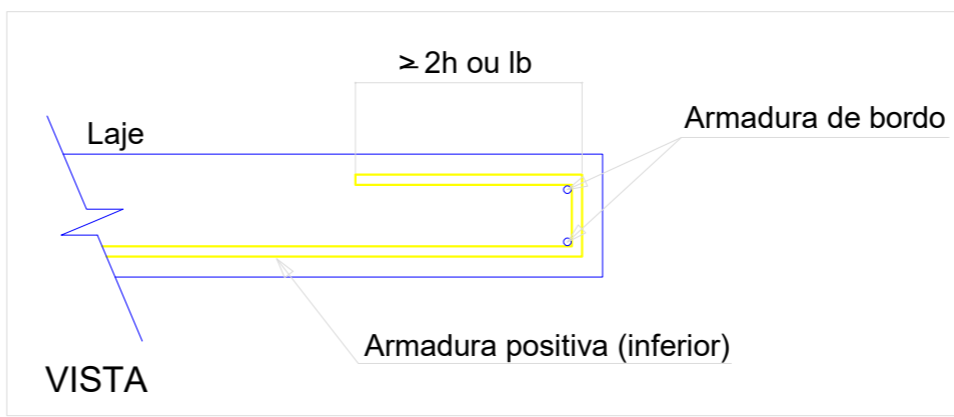 ≥ 2h ou lb
Armadura de bordo
Laje
Armadura positiva (inferior)
VISTA